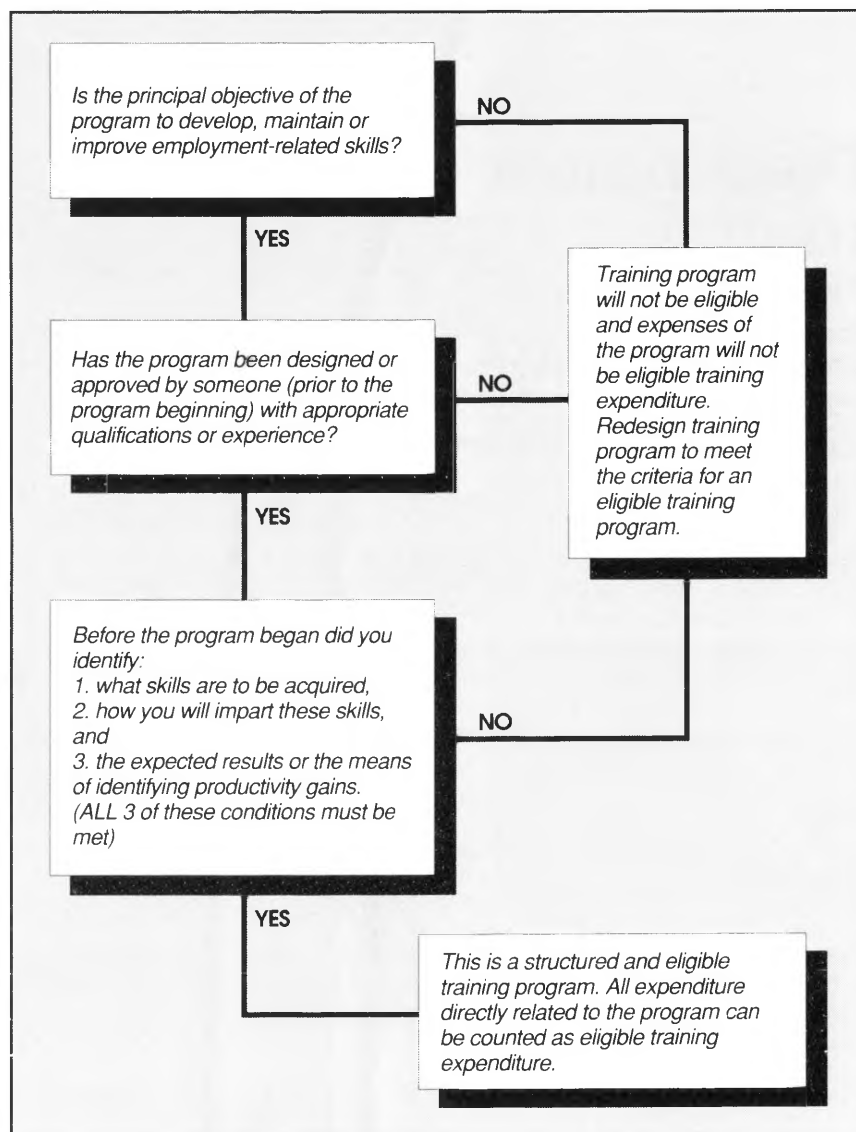 Is the principal objective of the
program to develop, maintain or
improve employment-related skills?
NO
YES
Training program
will not be eligible
and expenses of
the program will not
be eligible training
expenditure.
Redesign training
program to meet
the criteria for an
eligible training
program.
Has the program been designed or
approved by someone (prior to the
program beginning) with appropriate
qualifications or experience?
NO
YES
Before the program began did you
identify:
1. what skills are to be acquired,
2. how you will impart these skills,
and
3. the expected results or the means
of identifying productivity gains.
(ALL 3 of these conditions must be
met)
NO
YES
This is a structured and eligible
training program. All expenditure
directly related to the program can
be counted as eligible training
expenditure.